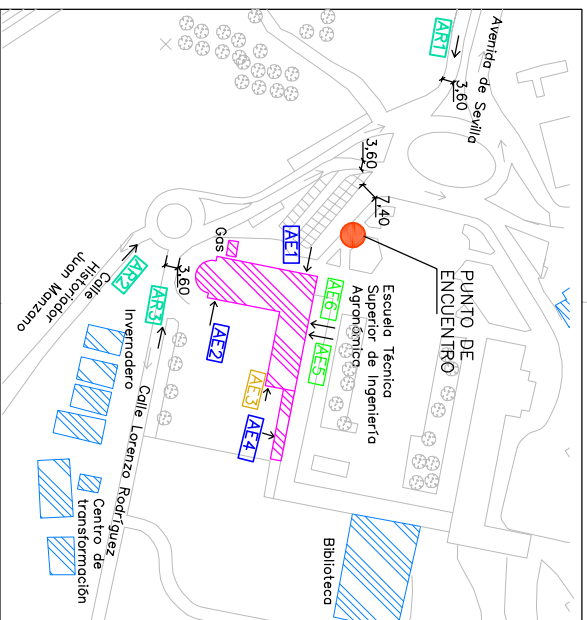 AR1
Avenida de Sevilla
3,60
3,60
7,40
PUNTO DE
ENCUENTRO
Gas
AE1
AE6
AE5
Escuela Técnica
Superior de Ingeniería
Agronómica
Calle
Historiador
Juan Manzano
AR2
AR3
3,60
AE2
AE3
AE4
Invernadero
Calle Lorenzo Rodríguez
Centro de
transformación
Biblioteca